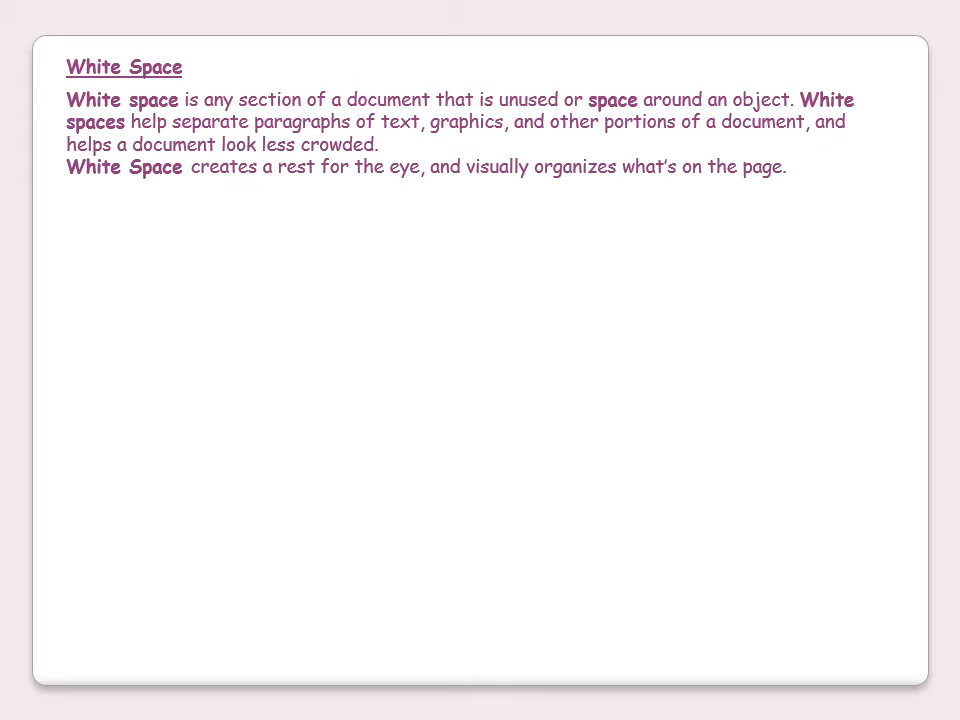 White Space
White space is any section of a document that is unused or space around an object. White
spaces help separate paragraphs of text, graphics, and other portions of a document, and
helps a document look less crowded.
White Space creates a rest for the eye, and visually organizes what's on the page.